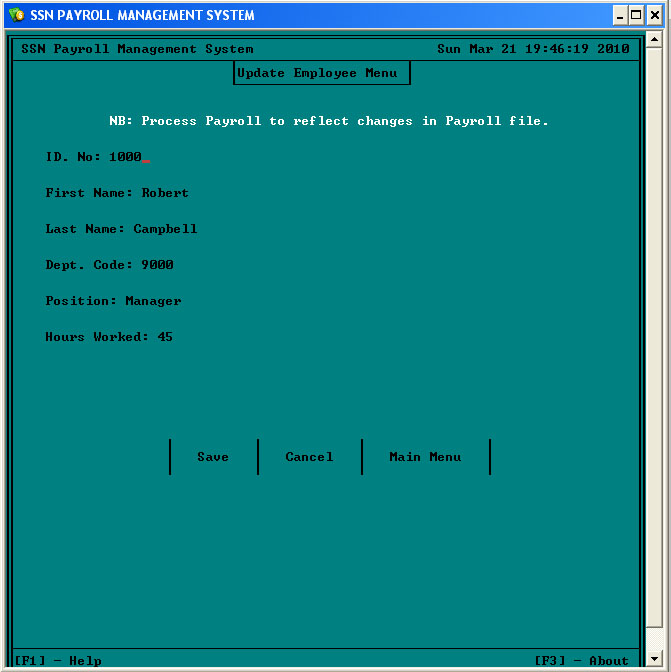 SSN PAYROLL MANAGEMENT SYSTEM
SSN Payroll Management System Sun Mar 21 19:46:19 2010
Update Employee Menu
NB: Process Payroll to reflect changes in Payroll file.
ID. No: 1000_
First Name: Robert
Last Name: Campbell
Dept. Code: 9000
Position: Manager
Hours Worked: 45
Save Cancel Main Menu
[F1] - Help [F3] - About